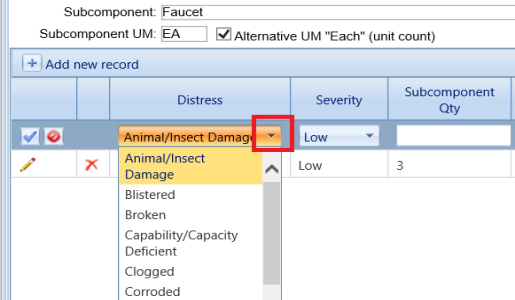 Subcomponent: Faucet
Subcomponent UM: EA Alternative UM "Each" (unit count)
Add new record
Distress Severity Subcomponent
Qty
Animal/Insect Damage Low
Animal/Insect
Damage
Low 3
Blistered
Broken
Capability/Capacity
Deficient
Clogged
Corroded